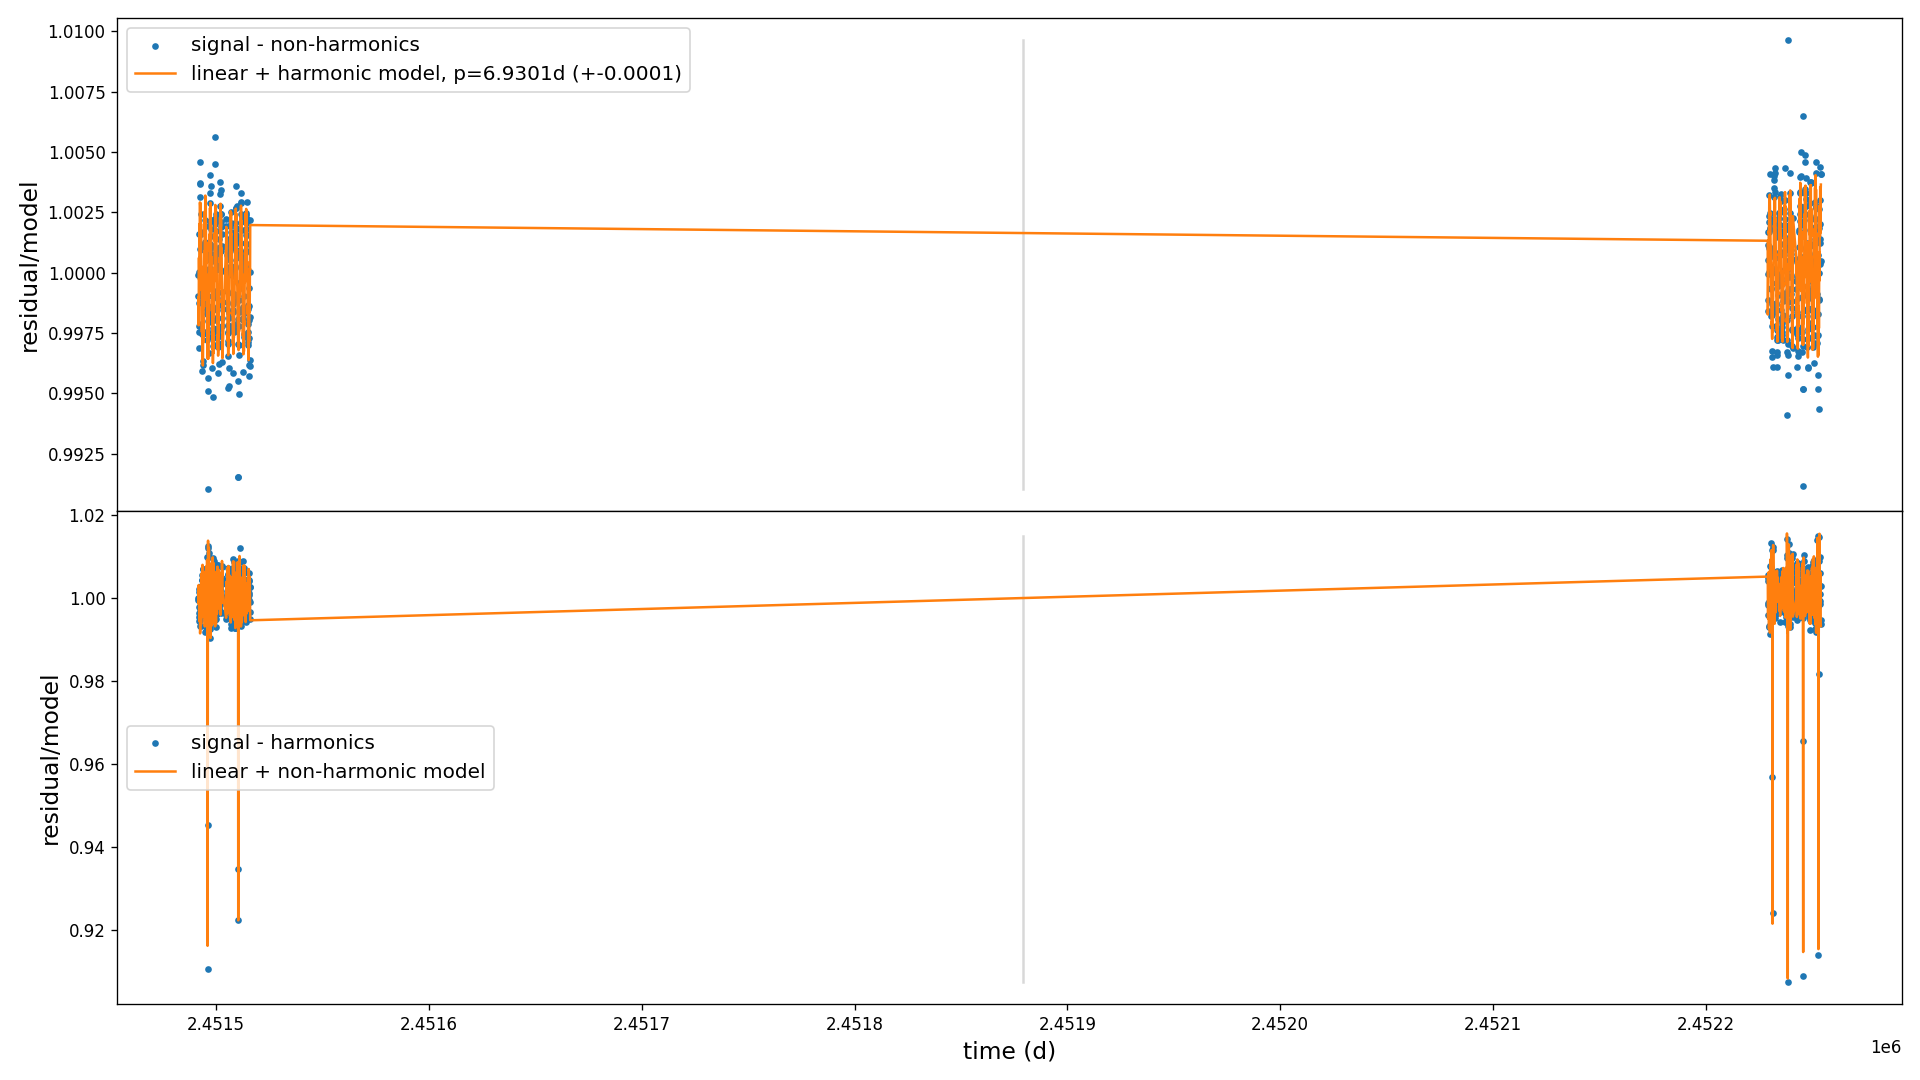 1.0100
1.0075
1.0050
1.0025
1.0000
0.9975
0.9950
0.9925
residual/model
signal - non-harmonics
linear + harmonic model, p=6.9301d (+-0.0001)
1.02
1.00
0.98
0.96
0.94
0.92
residual/model
signal - harmonics
linear + non-harmonic model
2.4515
2.4516
2.4517
2.4518
2.4519
2.4520
2.4521
2.4522
1e6
time (d)